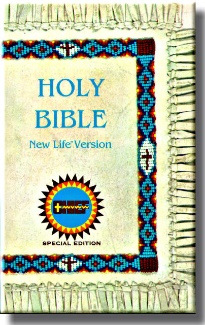 HOLY
BIBLE
New Life Version
SPECIAL EDITION